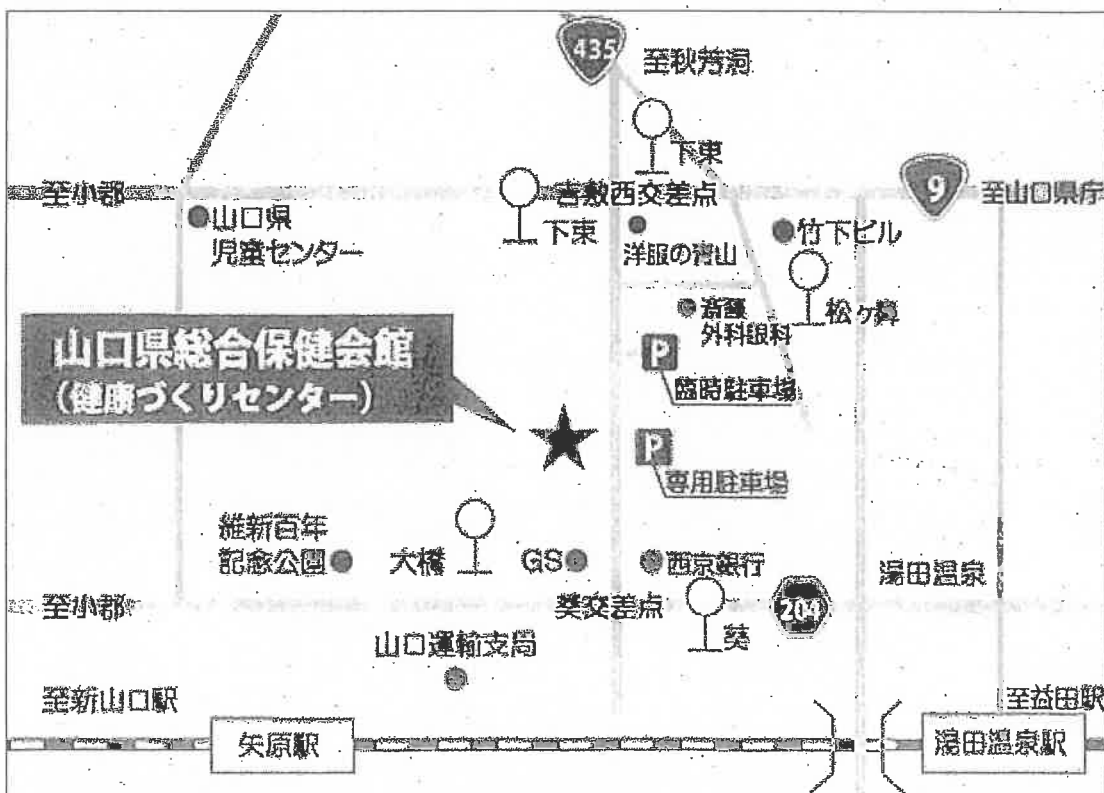 435
至秋芳洞
下東
至小郡
吉敷西交差点
9
至山口県庁
山口県
児童センター
下東
洋服の青山
竹下ビル
松ヶ鼻
斎藤
外科眼科
山口県総合保健会館
(健康づくりセンター)
P
臨時駐車場
P
専用駐車場
維新百年
記念公園
大橋
GS
西京銀行
湯田温泉
至小郡
葵交差点
葵
204
山口運輸支局
至新山口駅
至益田駅
矢原駅
湯田温泉駅